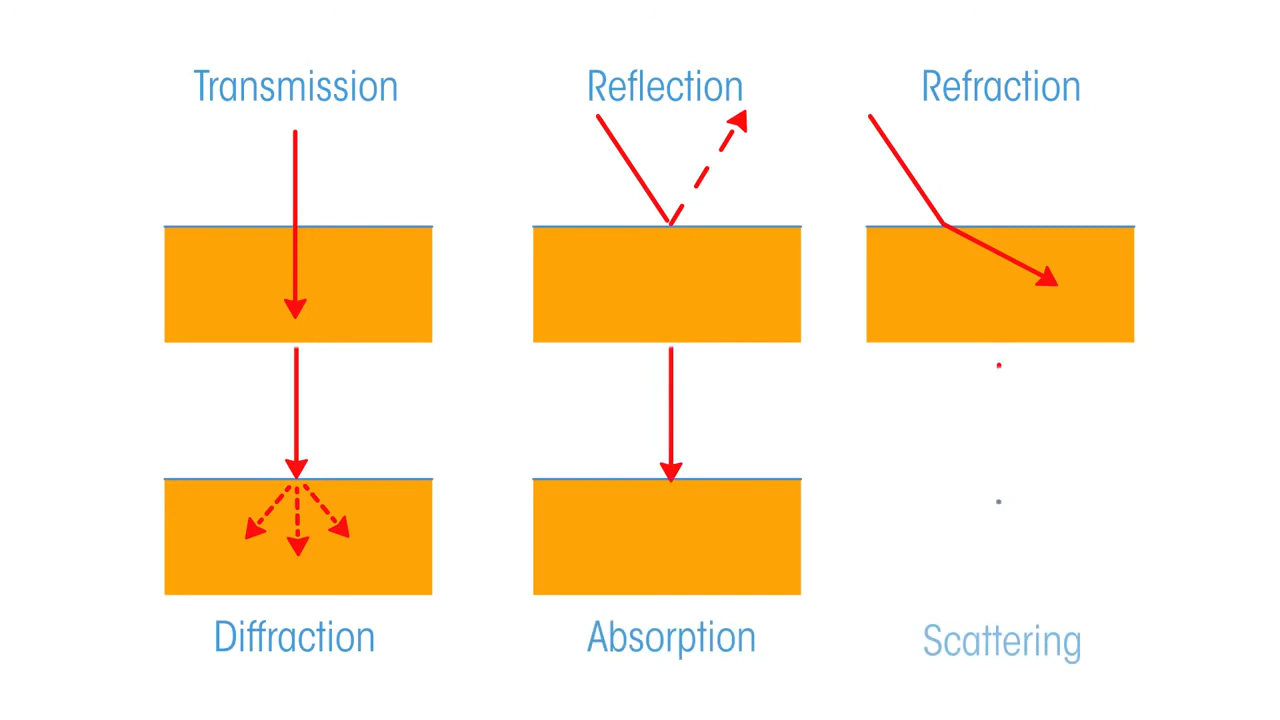 Transmission
Reflection
Refraction
Diffraction
Absorption
Scattering